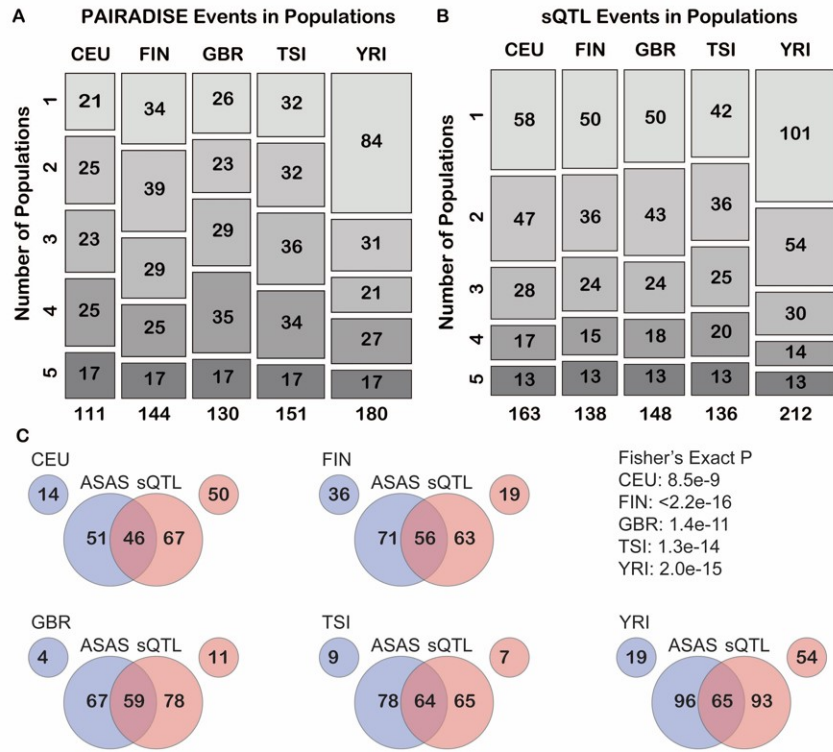 A PAIRADISE Events in Populations
CEU FIN GBR TSI YRI
Number of Populations
1
2
3
4
5
21 34 26 32 84
25 39 23 32 31
23 29 29 36 21
25 25 35 34 27
17 17 17 17 17
111 144 130 151 180
B sQTL Events in Populations
CEU FIN GBR TSI YRI
Number of Populations
1
2
3
4
5
58 50 50 42 101
47 36 43 36 54
28 24 24 25 30
17 15 18 20 14
13 13 13 13 13
163 138 148 136 212
C
CEU
ASAS sQTL
14 51 46 67 50
FIN
ASAS sQTL
36 71 56 63 19
Fisher's Exact P
CEU: 8.5e-9
FIN: <2.2e-16
GBR: 1.4e-11
TSI: 1.3e-14
YRI: 2.0e-15
GBR
ASAS sQTL
4 67 59 78 11
TSI
ASAS sQTL
9 78 64 65 7
YRI
ASAS sQTL
19 96 65 93 54